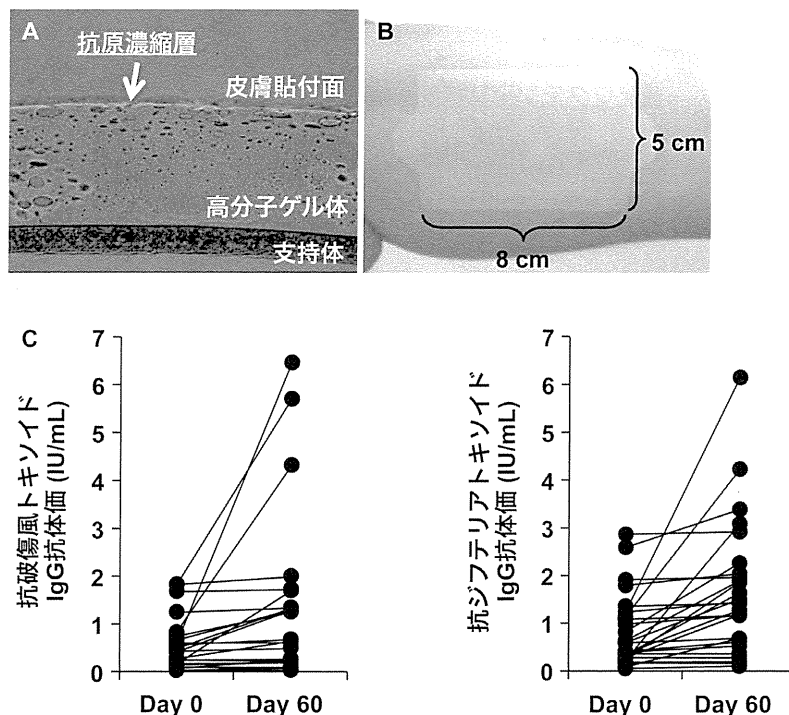 A
抗原濃縮層
皮膚貼付面
高分子ゲル体
支持体
B
5 cm
8 cm
C
抗破傷風トキソイド
IgG抗体価 (IU/mL)
7
6
5
4
3
2
1
0
Day 0 Day 60
抗ジフテリアトキソイド
IgG抗体価 (IU/mL)
7
6
5
4
3
2
1
0
Day 0 Day 60